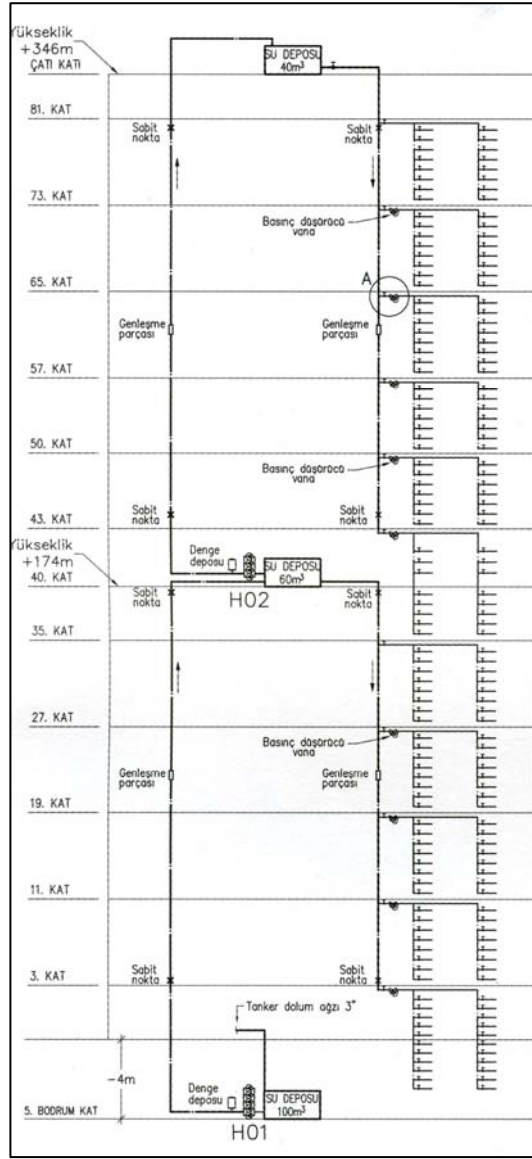 Yükseklik
+346m
ÇATI KATI
SU DEPOSU
40m³
81. KAT
Sabit
nokta
Sabit
nokta
73. KAT
Basınç düşürücü
vana
65. KAT
A
Genleşme
parçası
Genleşme
parçası
57. KAT
50. KAT
Basınç düşürücü
vana
43. KAT
Sabit
nokta
Sabit
nokta
Yükseklik
+174m
40. KAT
Denge
deposu
SU DEPOSU
60m³
H02
Sabit
nokta
Sabit
nokta
35. KAT
27. KAT
Basınç düşürücü
vana
Genleşme
parçası
Genleşme
parçası
19. KAT
11. KAT
3. KAT
Sabit
nokta
Sabit
nokta
Tanker dolum ağzı 3"
-4m
Denge
deposu
SU DEPOSU
100m³
5. BODRUM KAT
H01